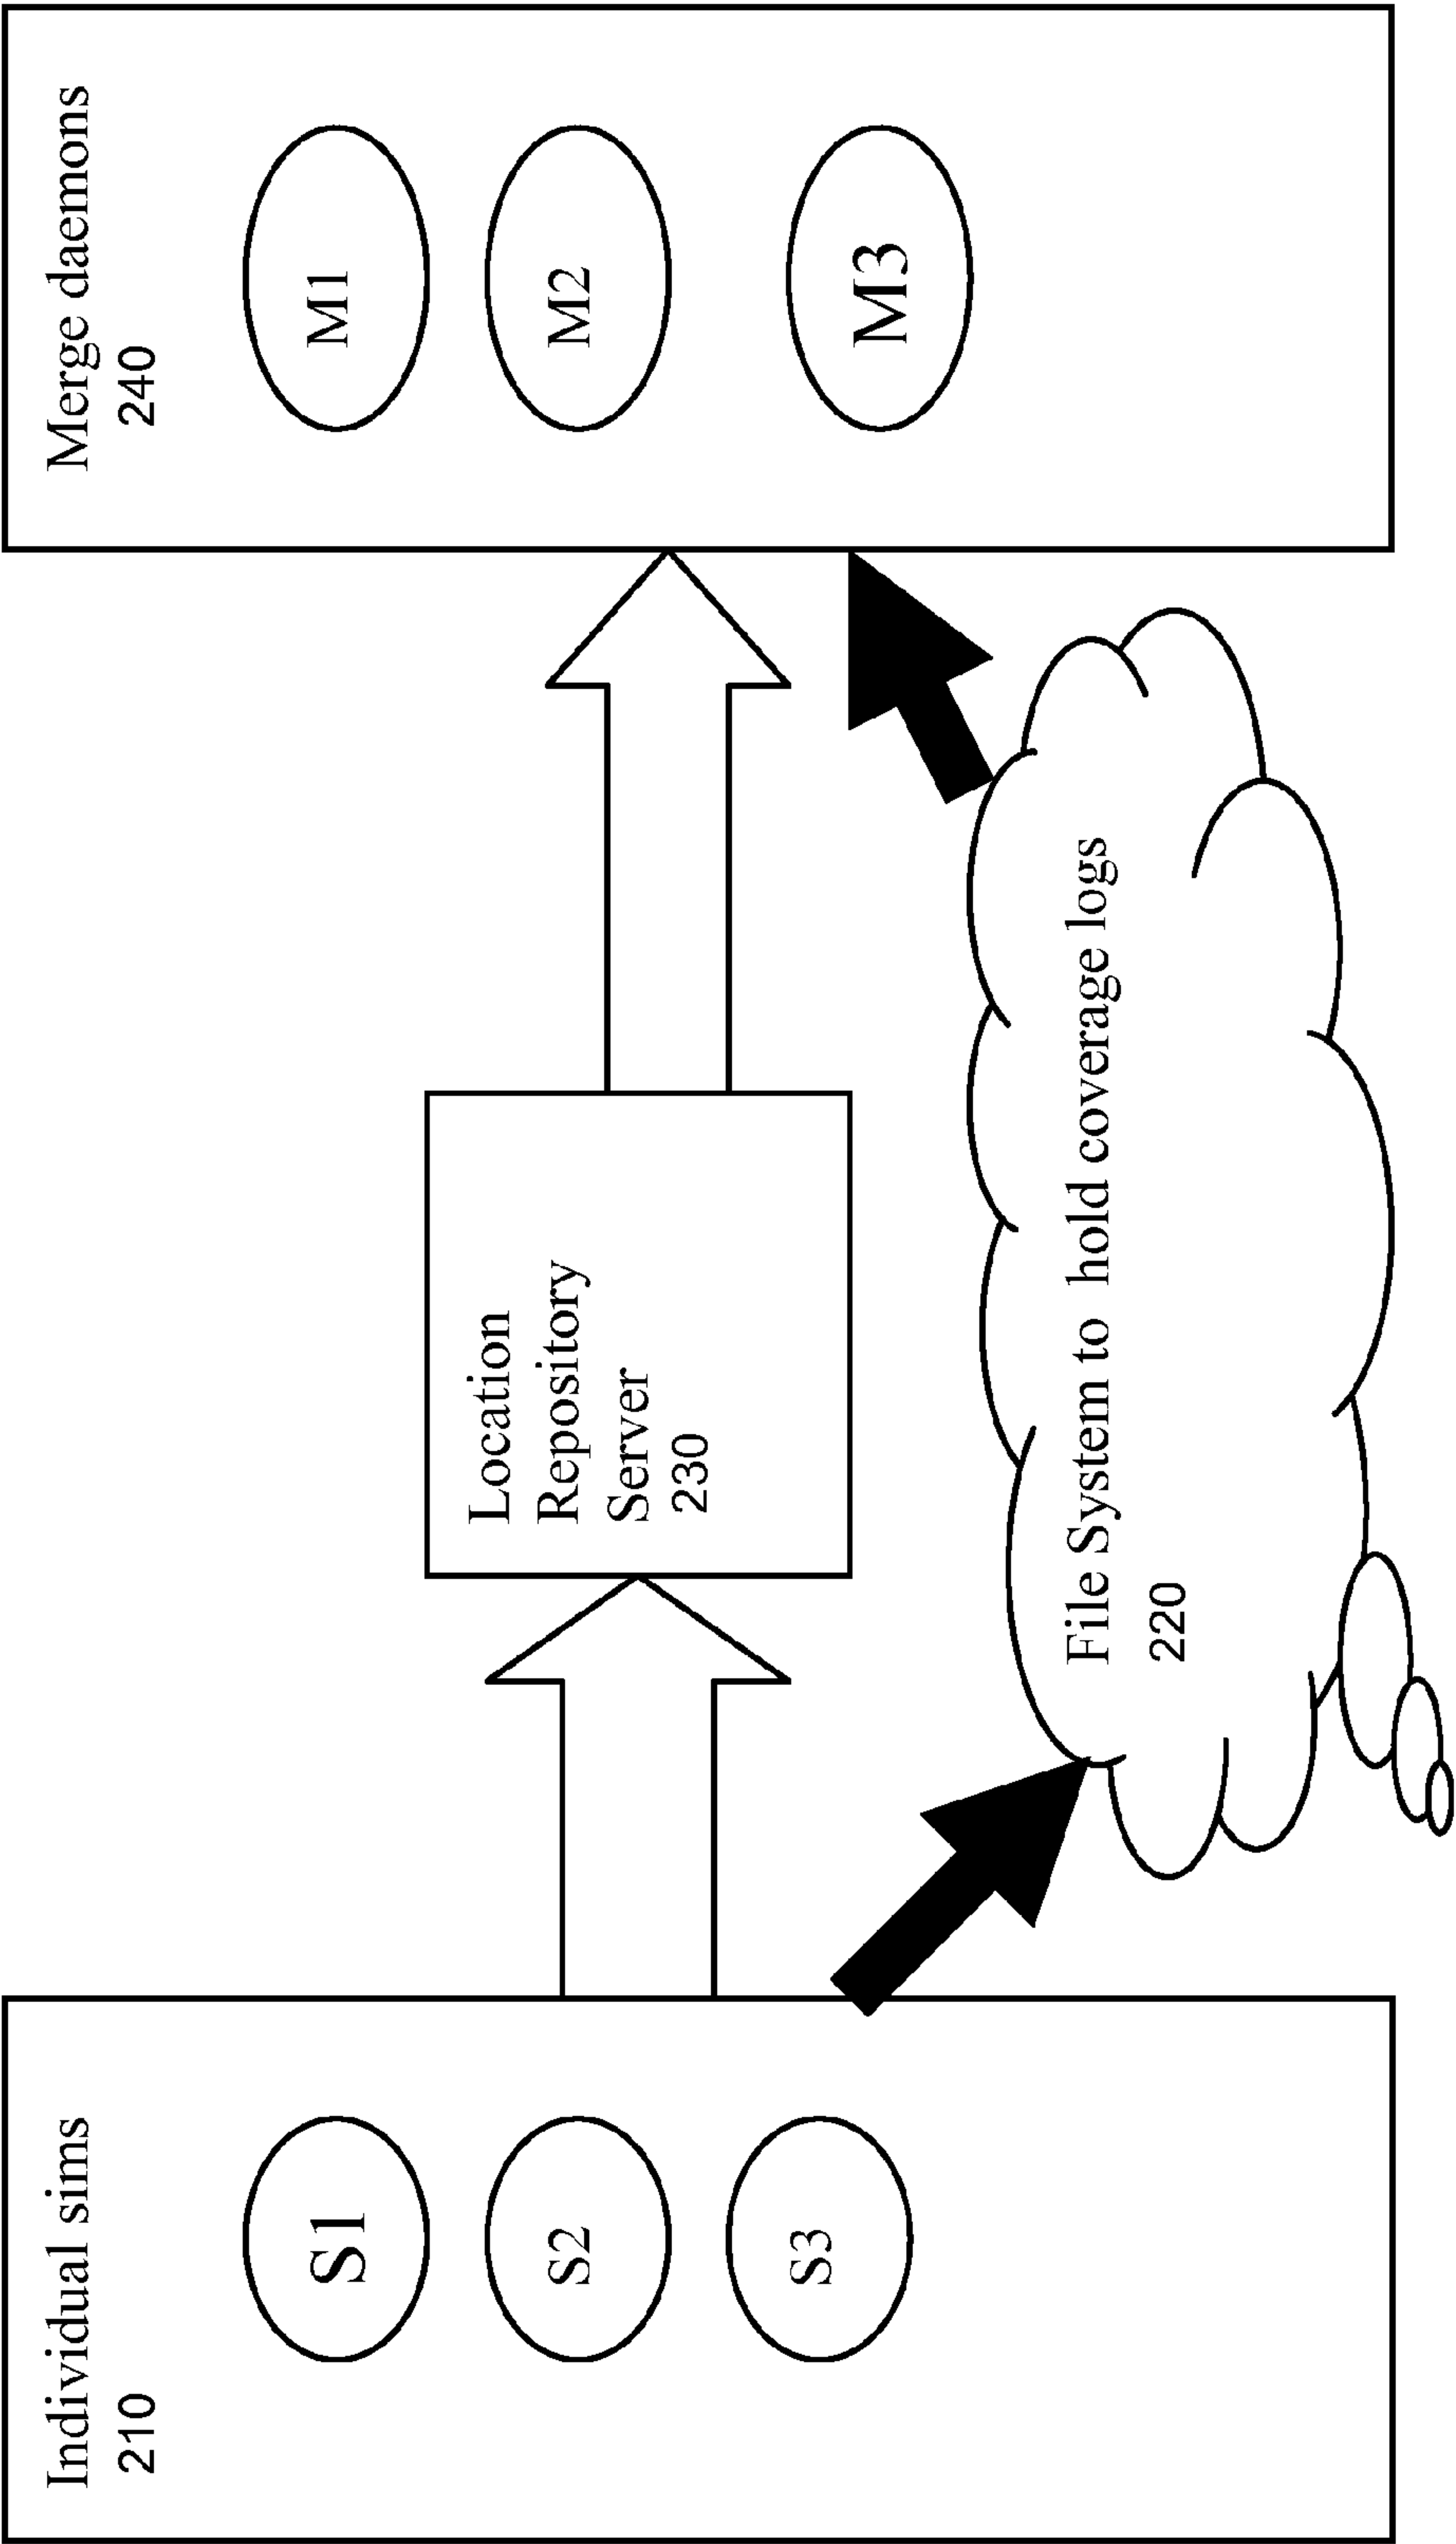 Individual sims
210
S1
S2
S3
Location
Repository
Server
230
File System to hold coverage logs
220
Merge daemons
240
M1
M2
M3